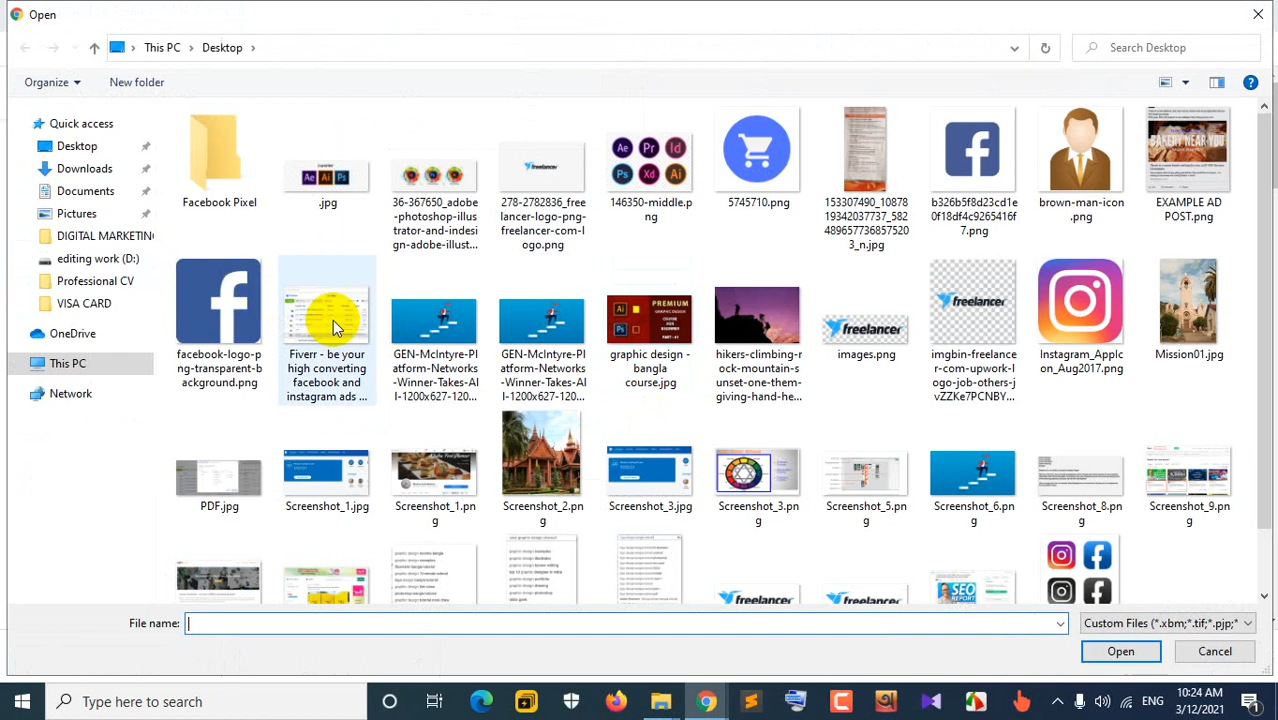 Open
This PC
Desktop
Search Desktop
Organize
New folder
Quick access
Desktop
Downloads
Documents
Pictures
DIGITAL MARKETING
editing work (D:)
Professional CV
VISA CARD
OneDrive
This PC
Network
Facebook Pixel
.jpg
36-367650_adobe
-photoshop-illus
trator-and-indesi
gn-adobe-illust...
278-2782836_free
lancer-logo-png-
freelancer-com-l
ogo.png
146350-middle.p
ng
5745710.png
153307490_10878
19342037737_582
489657736857520
3_n.jpg
b326b5f8d23cd1e
0f18df4c9265416f
.png
brown-man-icon
.png
EXAMPLE AD
POST.png
facebook-logo-p
ng-transparent-b
ackground.png
Fiverr - be your
high converting
facebook and
instagram ads ...
GEN-McIntyre-Pl
atform-Networks
-Winner-Takes-Al
l-1200x627-120...
GEN-McIntyre-Pl
atform-Networks
-Winner-Takes-Al
l-1200x627-120...
graphic design -
bangla
course.jpg
hikers-climbing-r
ock-mountain-s
unset-one-them-
giving-hand-he...
images.png
imgbin-freelance
r-com-upwork-l
ogo-job-others-j
vZZKe7PCNBY...
Instagram_AppIc
on_Aug2017.png
Mission01.jpg
PDF.jpg
Screenshot_1.jpg
Screenshot_1.pn
g
Screenshot_2.pn
g
Screenshot_3.jpg
Screenshot_3.pn
g
Screenshot_5.pn
g
Screenshot_6.pn
g
Screenshot_8.pn
g
Screenshot_9.pn
g
File name:
Custom Files (*.xbm;*.tif;*.pjp;*
Open
Cancel
Type here to search
ENG
10:24 AM
3/12/2021